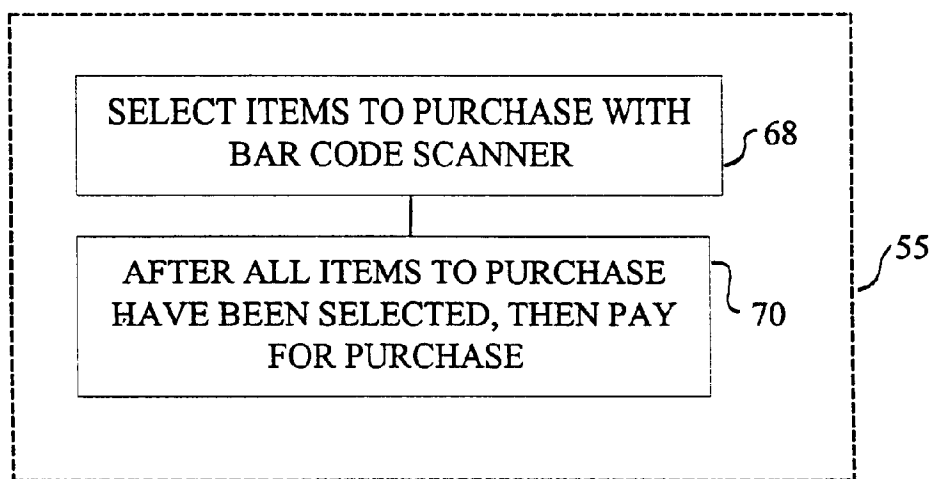 SELECT ITEMS TO PURCHASE WITH
BAR CODE SCANNER
68
AFTER ALL ITEMS TO PURCHASE
HAVE BEEN SELECTED, THEN PAY
FOR PURCHASE
70
55